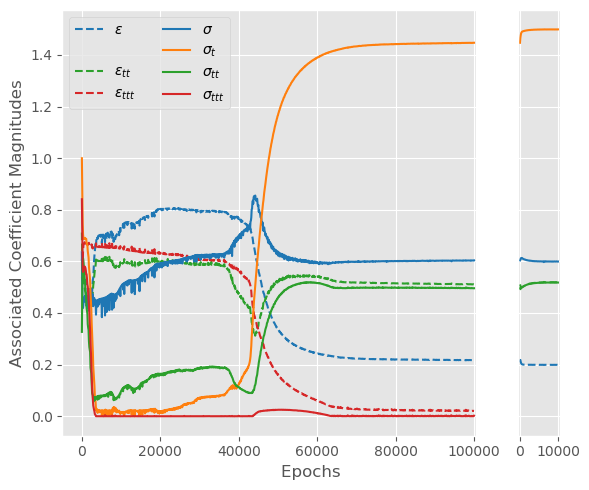 ε σ
σₜ
εₜₜ σₜₜ
εₜₜₜ σₜₜₜ
1.4
1.2
1.0
0.8
0.6
0.4
0.2
0.0
Associated Coefficient Magnitudes
0 20000 40000 60000 80000 100000 0 10000
Epochs